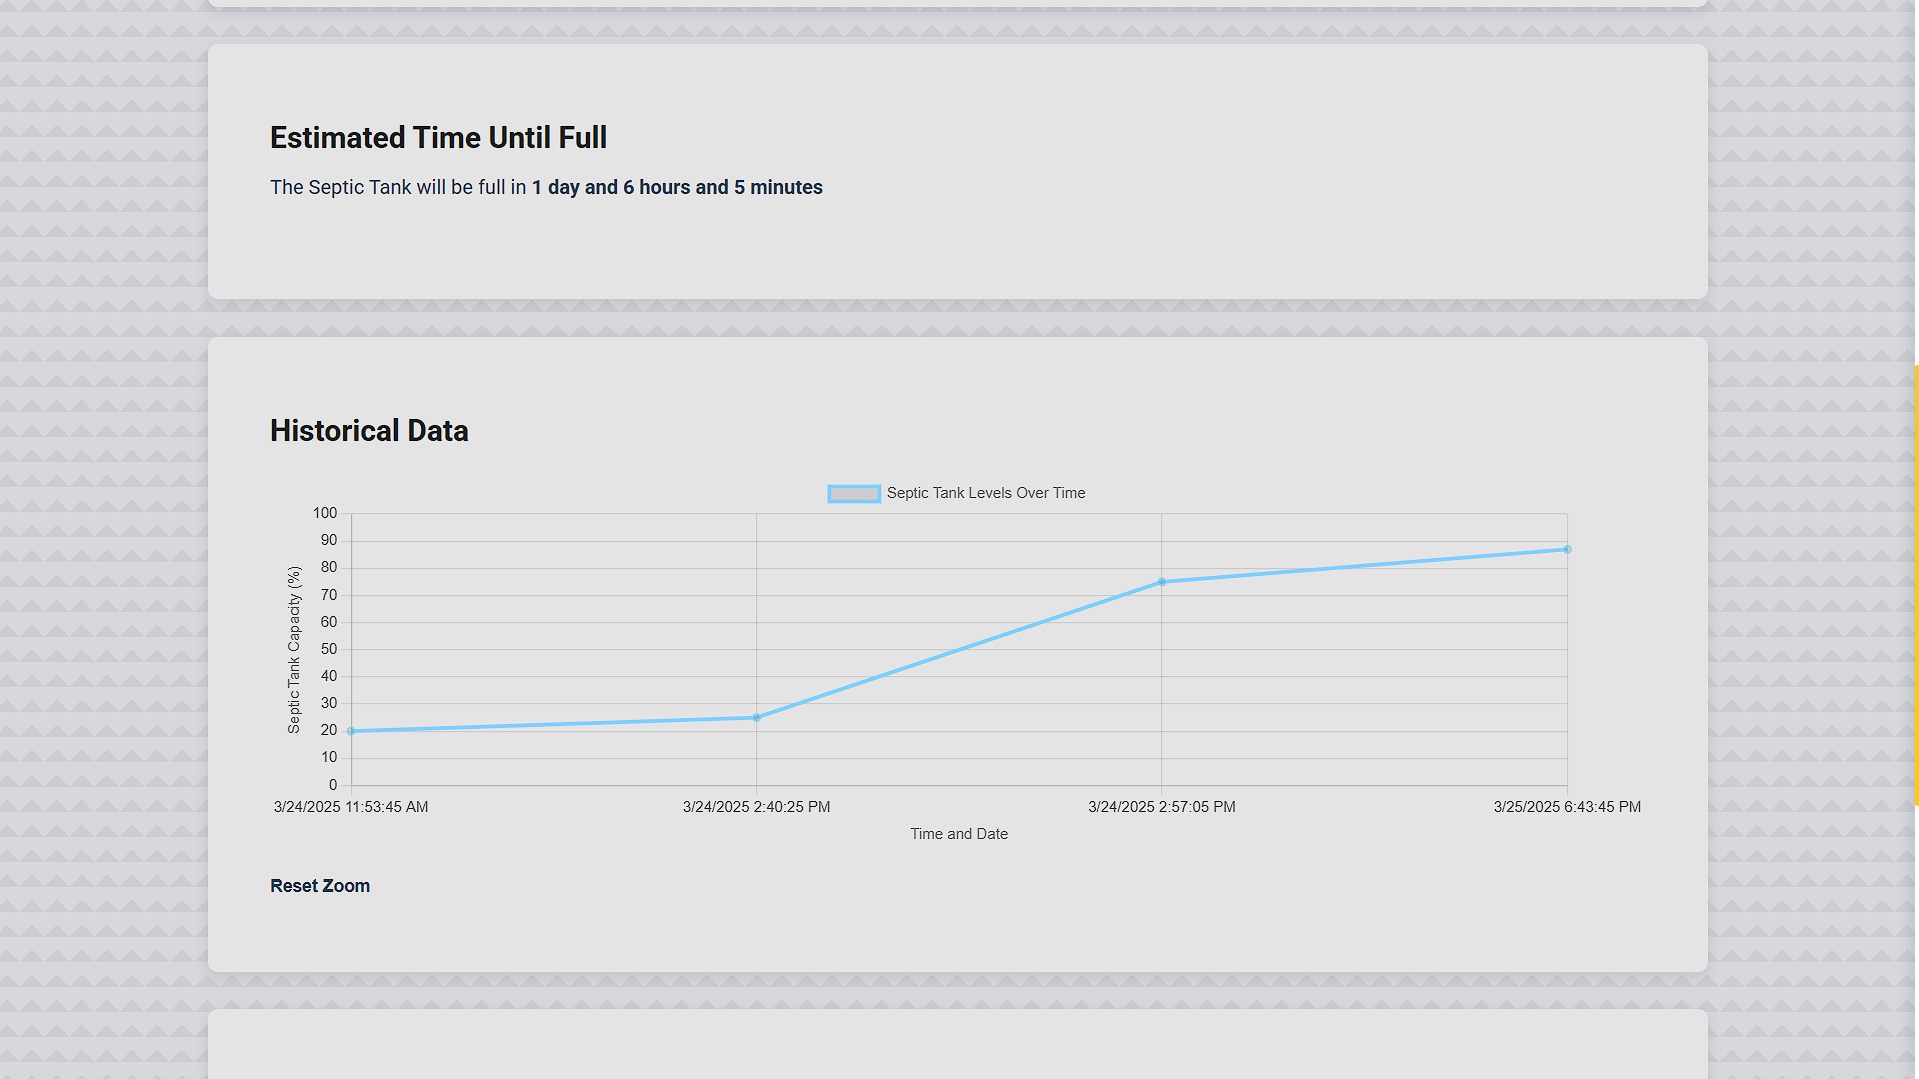 Estimated Time Until Full
The Septic Tank will be full in 1 day and 6 hours and 5 minutes
Historical Data
Septic Tank Levels Over Time
Septic Tank Capacity (%)
100
90
80
70
60
50
40
30
20
10
0
3/24/2025 11:53:45 AM 3/24/2025 2:40:25 PM 3/24/2025 2:57:05 PM 3/25/2025 6:43:45 PM
Time and Date
Reset Zoom